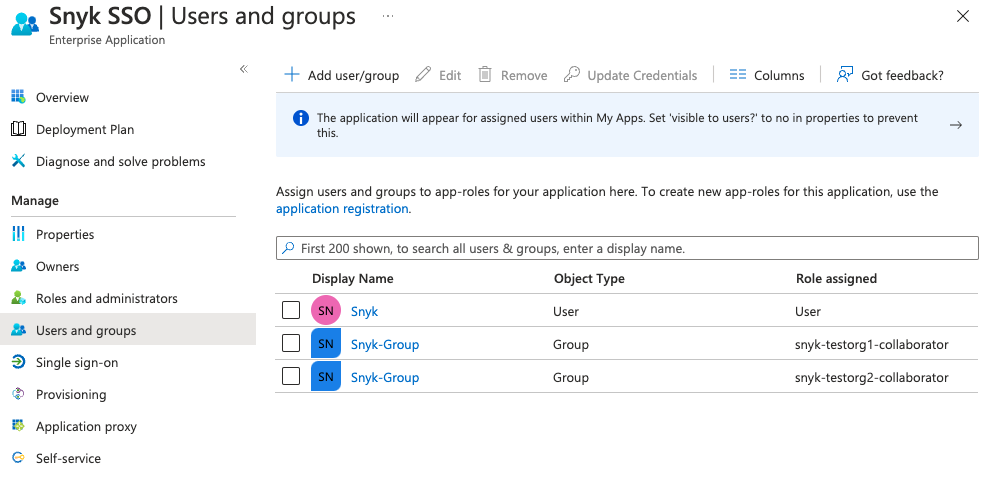 Snyk SSO | Users and groups ...
Enterprise Application
Overview
Deployment Plan
Diagnose and solve problems
Manage
Properties
Owners
Roles and administrators
Users and groups
Single sign-on
Provisioning
Application proxy
Self-service
Add user/group Edit Remove Update Credentials Columns Got feedback?
The application will appear for assigned users within My Apps. Set 'visible to users?' to no in properties to prevent
this.
Assign users and groups to app-roles for your application here. To create new app-roles for this application, use the
application registration.
First 200 shown, to search all users & groups, enter a display name.
Display Name Object Type Role assigned
SN Snyk User User
SN Snyk-Group Group snyk-testorg1-collaborator
SN Snyk-Group Group snyk-testorg2-collaborator